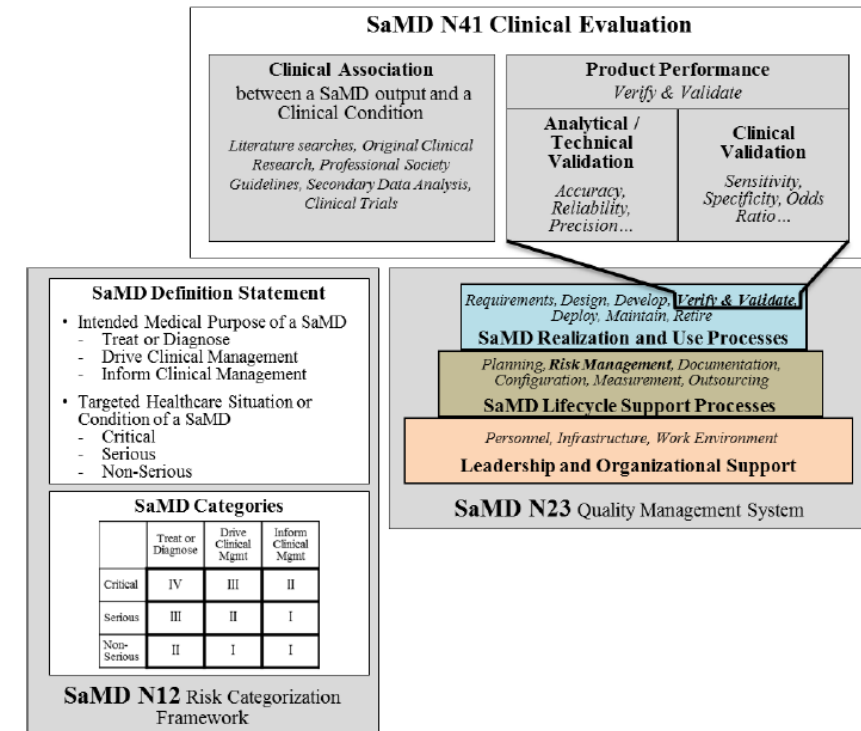 SaMD N41 Clinical Evaluation
Clinical Association
between a SaMD output and a
Clinical Condition
Literature searches, Original Clinical
Research, Professional Society
Guidelines, Secondary Data Analysis,
Clinical Trials
Product Performance
Verify & Validate
Analytical /
Technical
Validation
Accuracy,
Reliability,
Precision...
Clinical
Validation
Sensitivity,
Specificity, Odds
Ratio...
SaMD Definition Statement
• Intended Medical Purpose of a SaMD
- Treat or Diagnose
- Drive Clinical Management
- Inform Clinical Management
• Targeted Healthcare Situation or
Condition of a SaMD
- Critical
- Serious
- Non-Serious
SaMD Categories
Treat or
Diagnose
Drive
Clinical
Mgmt
Inform
Clinical
Mgmt
Critical IV III II
Serious III II I
Non-
Serious II I I
SaMD N12 Risk Categorization
Framework
Requirements, Design, Develop, Verify & Validate,
Deploy, Maintain, Retire
SaMD Realization and Use Processes
Planning, Risk Management, Documentation,
Configuration, Measurement, Outsourcing
SaMD Lifecycle Support Processes
Personnel, Infrastructure, Work Environment
Leadership and Organizational Support
SaMD N23 Quality Management System